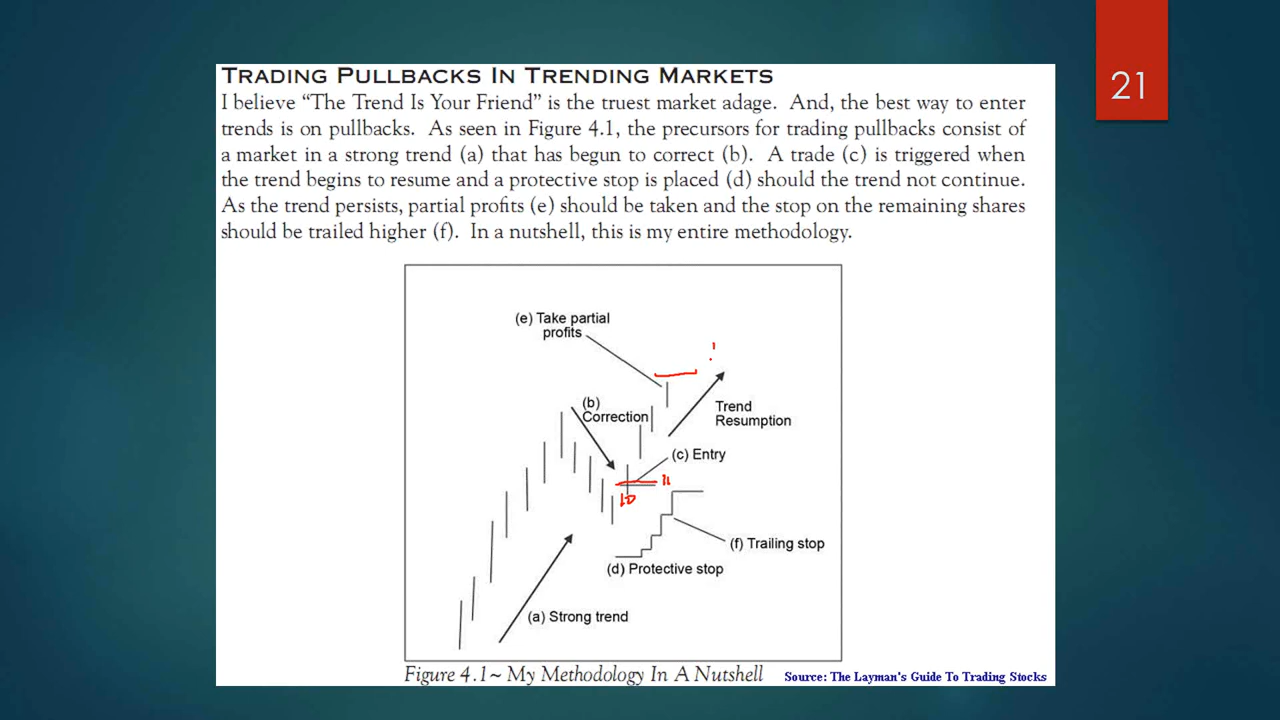 21
TRADING PULLBACKS IN TRENDING MARKETS
I believe “The Trend Is Your Friend” is the truest market adage. And, the best way to enter
trends is on pullbacks. As seen in Figure 4.1, the precursors for trading pullbacks consist of
a market in a strong trend (a) that has begun to correct (b). A trade (c) is triggered when
the trend begins to resume and a protective stop is placed (d) should the trend not continue.
As the trend persists, partial profits (e) should be taken and the stop on the remaining shares
should be trailed higher (f). In a nutshell, this is my entire methodology.
(e) Take partial
profits
(b)
Correction
Trend
Resumption
(c) Entry
(f) Trailing stop
(d) Protective stop
(a) Strong trend
Figure 4.1~ My Methodology In A Nutshell
Source: The Layman's Guide To Trading Stocks